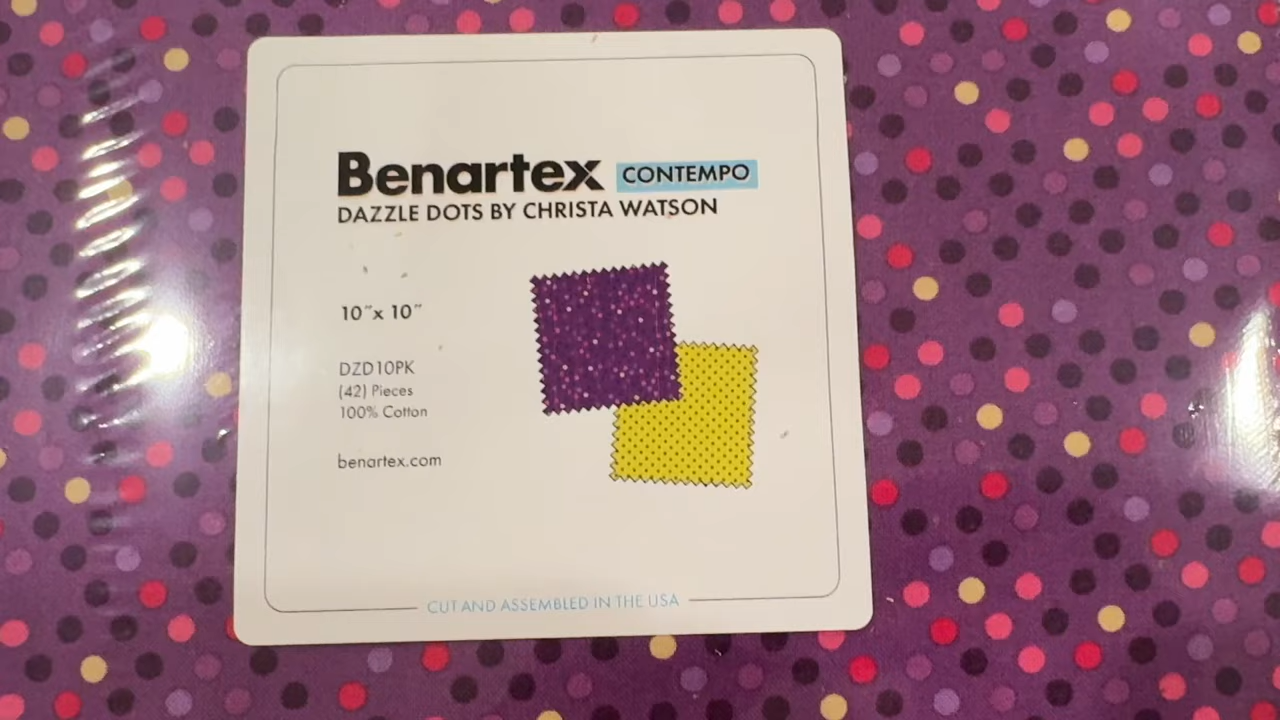 Benartex CONTEMPO
DAZZLE DOTS BY CHRISTA WATSON
10"x 10"
DZD10PK
(42) Pieces
100% Cotton
benartex.com
CUT AND ASSEMBLED IN THE USA